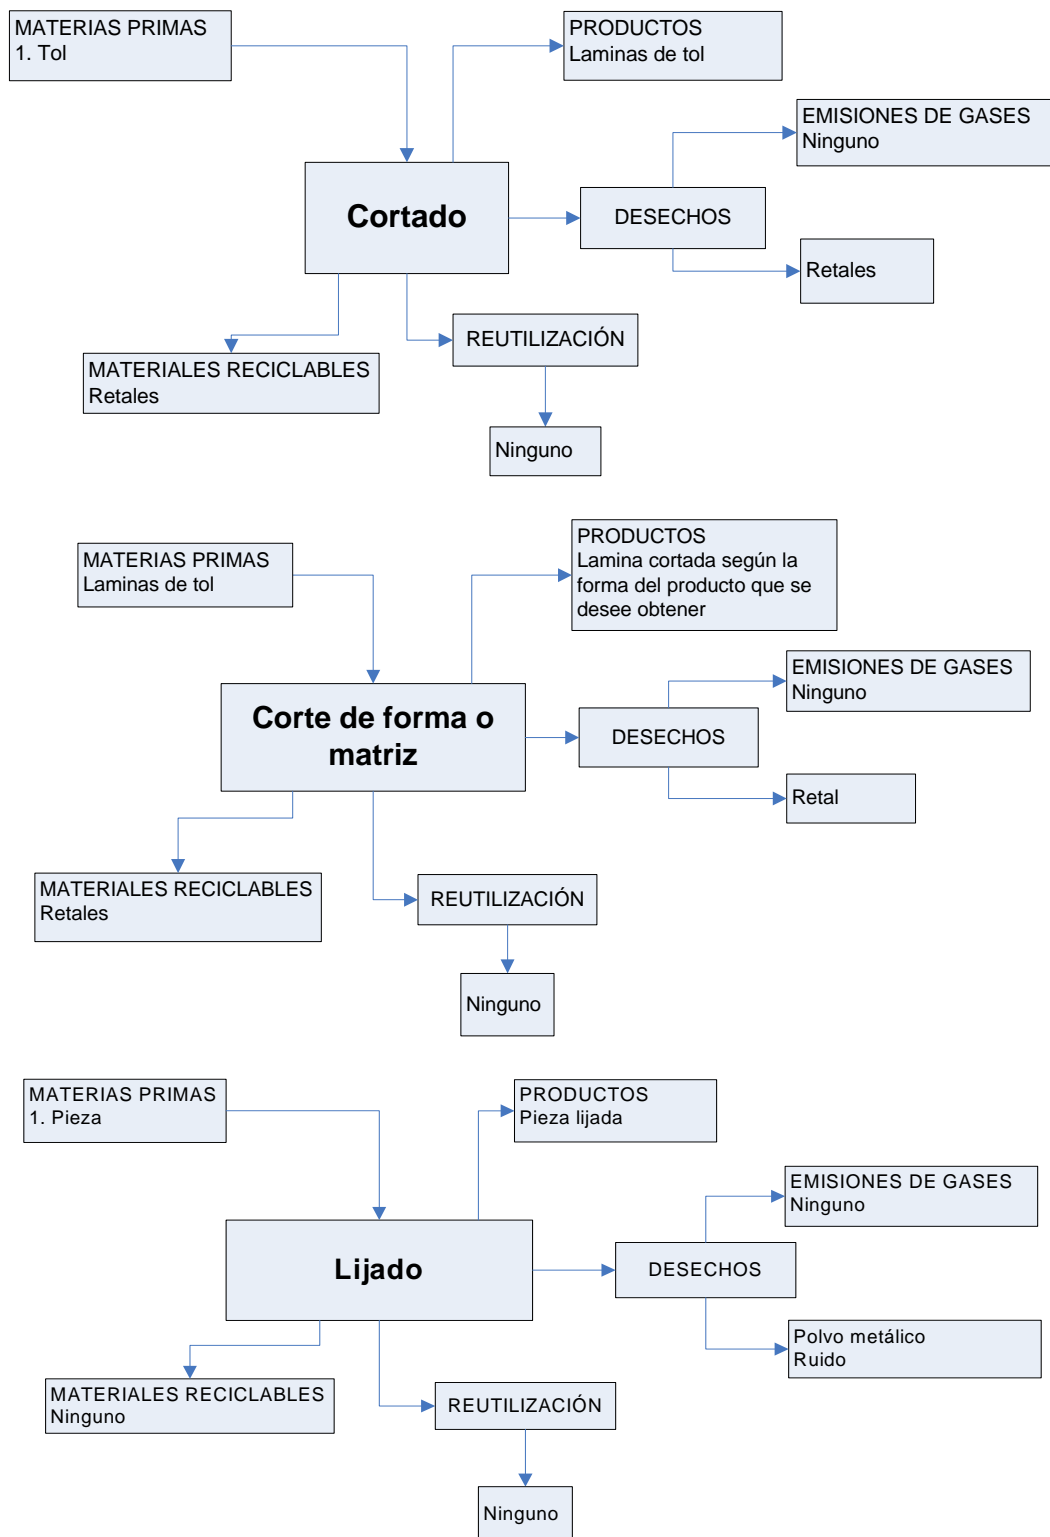 MATERIAS PRIMAS
1. Tol
PRODUCTOS
Laminas de tol
EMISIONES DE GASES
Ninguno
Cortado
DESECHOS
Retales
REUTILIZACIÓN
MATERIALES RECICLABLES
Retales
Ninguno
MATERIAS PRIMAS
Laminas de tol
PRODUCTOS
Lamina cortada según la
forma del producto que se
desee obtener
EMISIONES DE GASES
Ninguno
Corte de forma o
matriz
DESECHOS
Retal
MATERIALES RECICLABLES
Retales
REUTILIZACIÓN
Ninguno
MATERIAS PRIMAS
1. Pieza
PRODUCTOS
Pieza lijada
EMISIONES DE GASES
Ninguno
Lijado
DESECHOS
Polvo metálico
Ruido
MATERIALES RECICLABLES
Ninguno
REUTILIZACIÓN
Ninguno